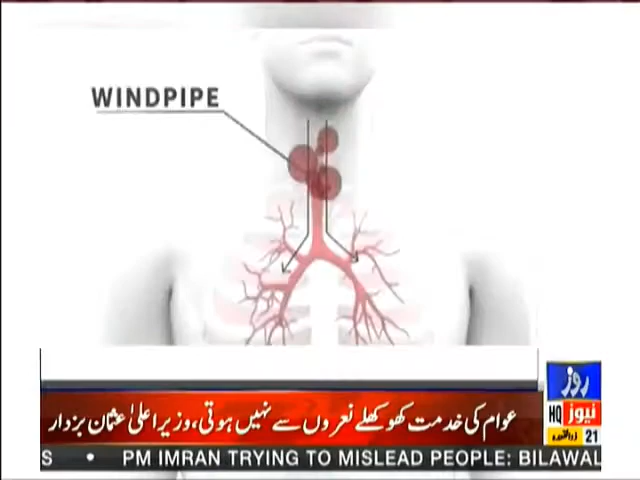 WINDPIPE
روز
HQ نیوز
عوام کی خدمت کھوکھلے نعروں سے نہیں ہوتی،وزیراعلیٰ عثمان بزدار
21 ذوالقعدہ
S • PM IMRAN TRYING TO MISLEAD PEOPLE: BILAWAL